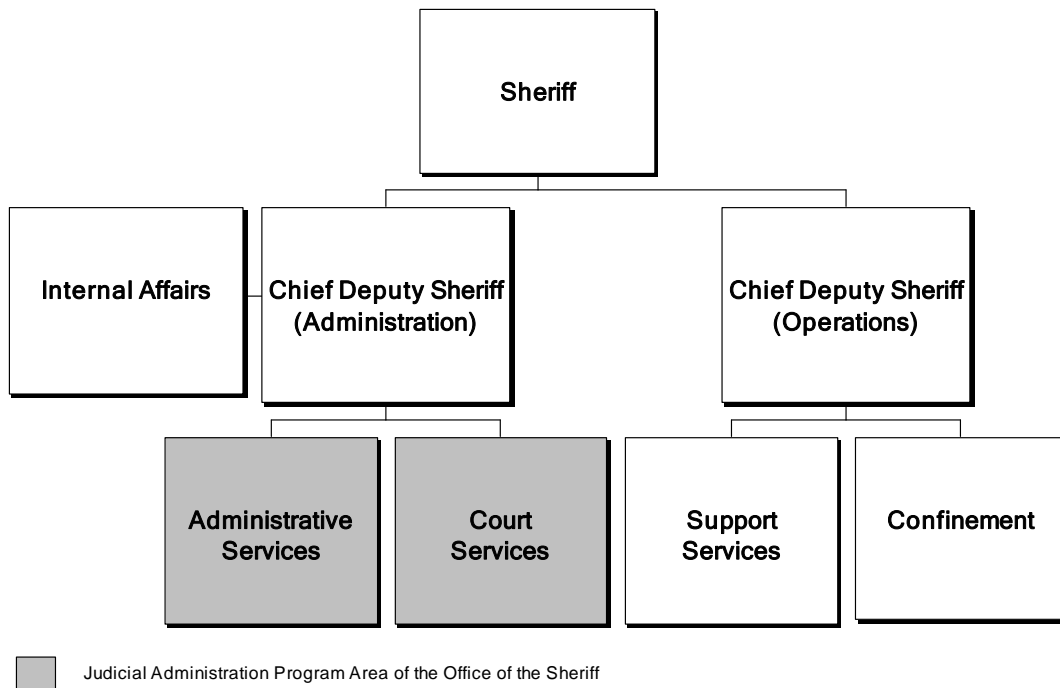 Sheriff
Internal Affairs
Chief Deputy Sheriff
(Administration)
Chief Deputy Sheriff
(Operations)
Administrative
Services
Court
Services
Support
Services
Confinement
Judicial Administration Program Area of the Office of the Sheriff